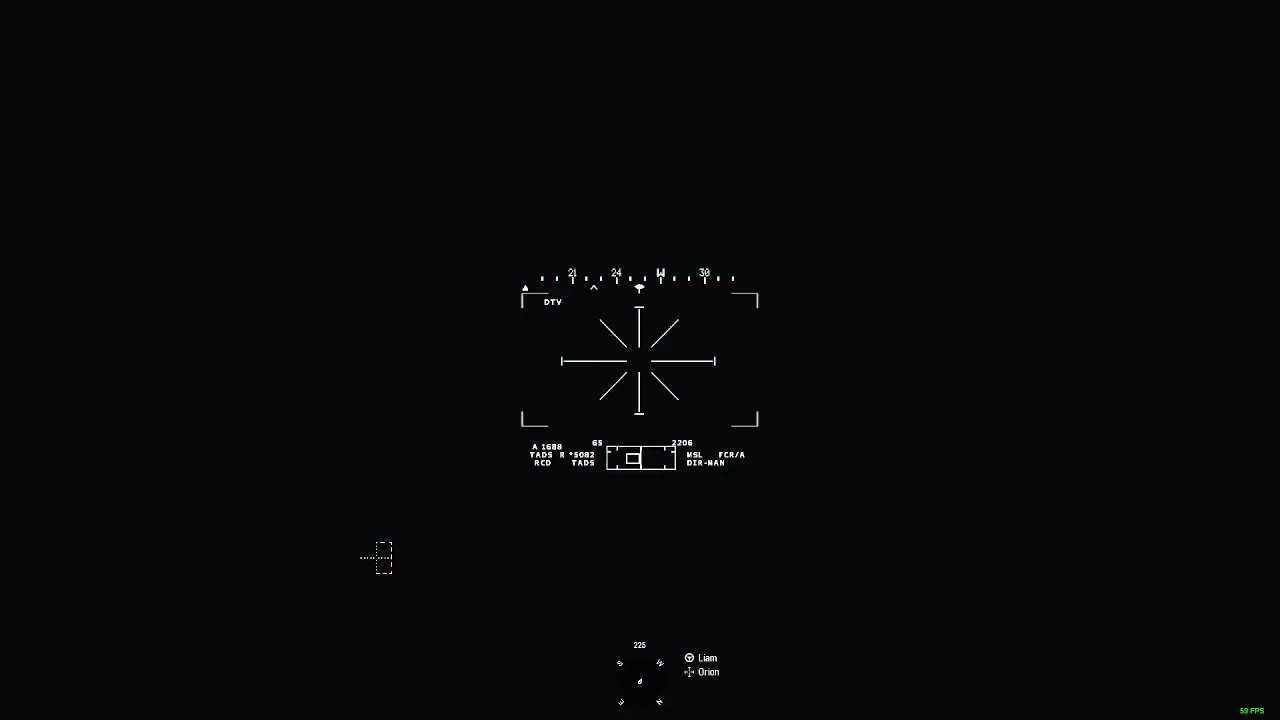 21 24 W 30
DTV
65 2206
A 1688
TADS R *5082 MSL FCR/A
RCD TADS DIR-MAN
225
S W
Liam
Orion
E N
59 FPS